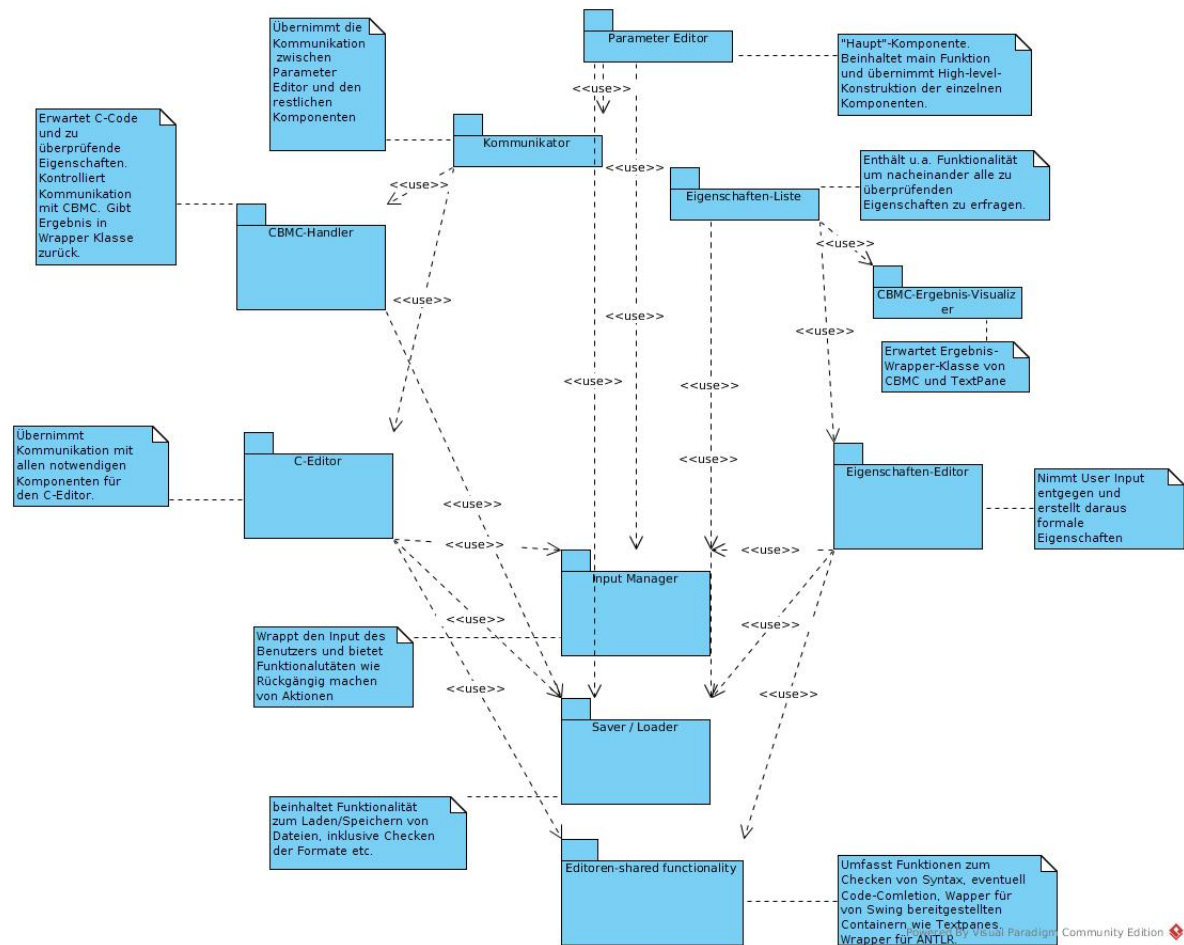 Übernimmt die
Kommunikation
zwischen
Parameter
Editor und den
restlichen
Komponenten
Parameter Editor
"Haupt"-Komponente.
Beinhaltet main Funktion
und übernimmt High-level-
Konstruktion der einzelnen
Komponenten.
<<use>>
Erwartet C-Code
und zu
überprüfende
Eigenschaften.
Kontrolliert
Kommunikation
mit CBMC. Gibt
Ergebnis in
Wrapper Klasse
zurück.
Kommunikator
<<use>>
<<use>>
Eigenschaften-Liste
Enthält u.a. Funktionalität
um nacheinander alle zu
überprüfenden
Eigenschaften zu erfragen.
CBMC-Handler
<<use>>
CBMC-Ergebnis-Visualiz
er
<<use>>
<<use>>
<<use>>
<<use>>
Erwartet Ergebnis-
Wrapper-Klasse von
CBMC und TextPane
<<use>>
<<use>>
Übernimmt
Kommunikation mit
allen notwendigen
Komponenten für
den C-Editor.
C-Editor
<<use>>
Eigenschaften-Editor
Nimmt User Input
entgegen und
erstellt daraus
formale
Eigenschaften
<<use>>
<<use>>
<<use>>
Input Manager
Wrappt den Input des
Benutzers und bietet
Funktionalutäten wie
Rückgängig machen
von Aktionen
<<use>>
<<use>>
<<use>>
<<use>>
Saver / Loader
beinhaltet Funktionalität
zum Laden/Speichern von
Dateien, inklusive Checken
der Formate etc.
Editoren-shared functionality
Umfasst Funktionen zum
Checken von Syntax, eventuell
Code-Comletion, Wapper für
von Swing bereitgestellten
Containern wie Textpanes.
Wrapper für ANTLR.
Powered By Visual Paradigm Community Edition